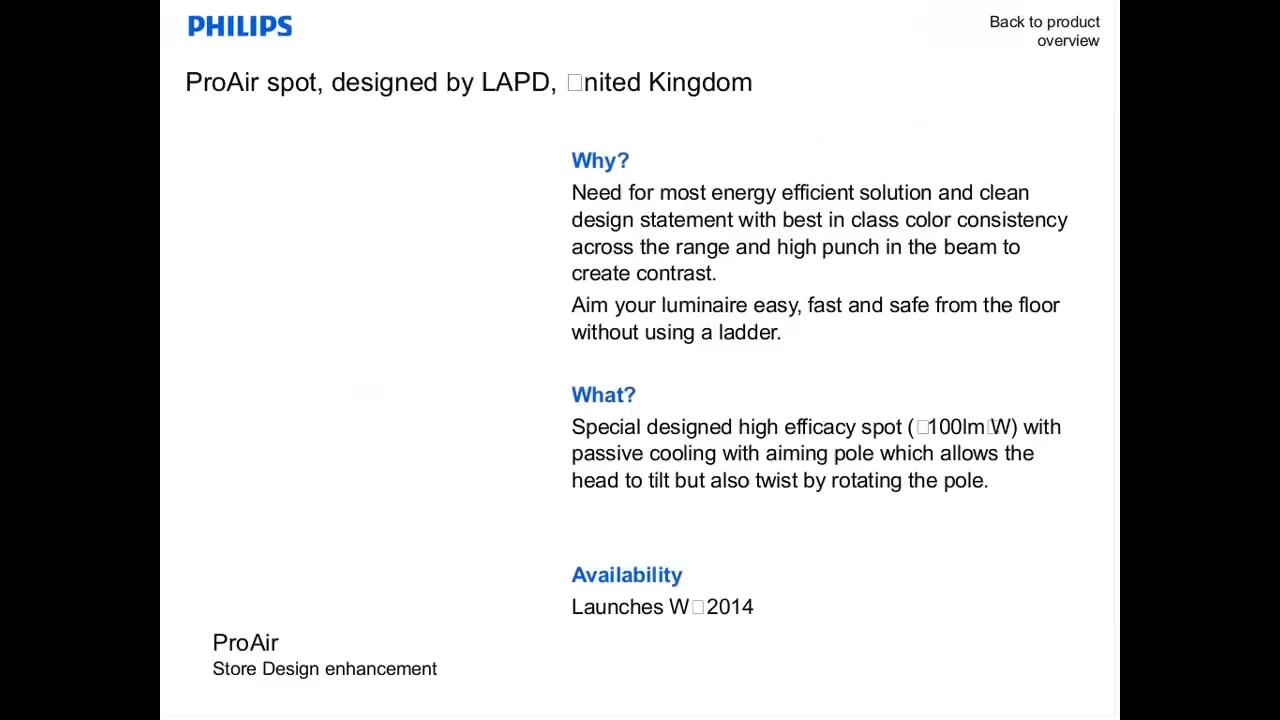 PHILIPS
Back to product
overview
ProAir spot, designed by LAPD, □nited Kingdom
Why?
Need for most energy efficient solution and clean
design statement with best in class color consistency
across the range and high punch in the beam to
create contrast.
Aim your luminaire easy, fast and safe from the floor
without using a ladder.
What?
Special designed high efficacy spot (□100lm□W) with
passive cooling with aiming pole which allows the
head to tilt but also twist by rotating the pole.
Availability
Launches W□2014
ProAir
Store Design enhancement